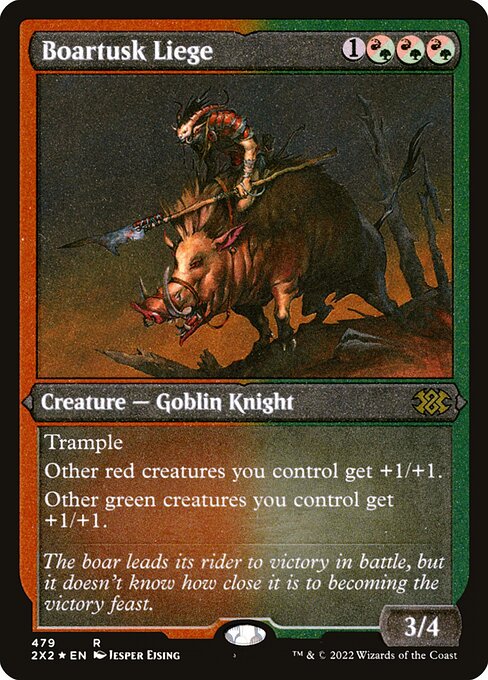 Boartusk Liege 1
Creature — Goblin Knight
Trample
Other red creatures you control get +1/+1.
Other green creatures you control get
+1/+1.
The boar leads its rider to victory in battle, but
it doesn't know how close it is to becoming the
victory feast.
3/4
479 R
2X2 ★ EN Jesper Ejsing
™ & © 2022 Wizards of the Coast